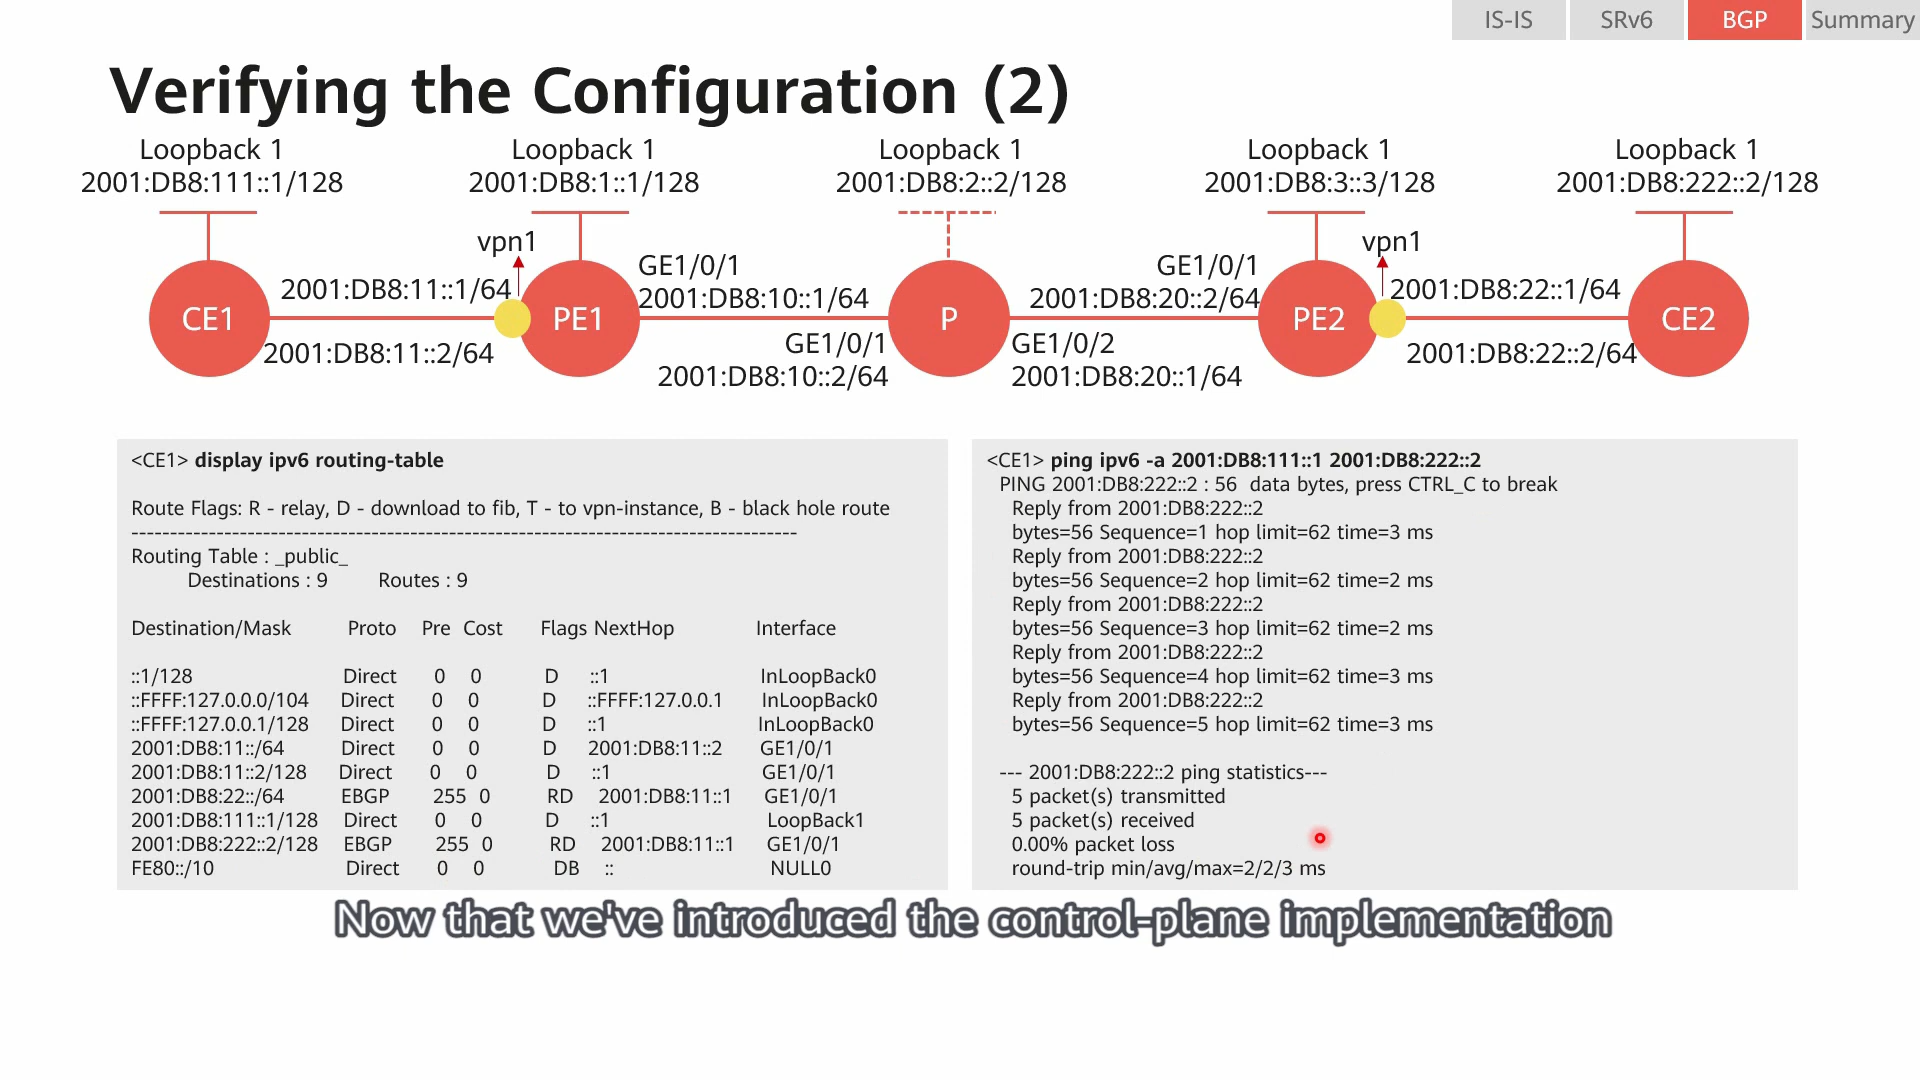 IS-IS SRv6 BGP Summary
Verifying the Configuration (2)
Loopback 1 Loopback 1 Loopback 1 Loopback 1 Loopback 1
2001:DB8:111::1/128 2001:DB8:1::1/128 2001:DB8:2::2/128 2001:DB8:3::3/128 2001:DB8:222::2/128
vpn1 vpn1
GE1/0/1 GE1/0/1
2001:DB8:11::1/64 2001:DB8:10::1/64 2001:DB8:20::2/64 2001:DB8:22::1/64
CE1 PE1 P PE2 CE2
2001:DB8:11::2/64 GE1/0/1 GE1/0/2 2001:DB8:22::2/64
2001:DB8:10::2/64 2001:DB8:20::1/64
<CE1> display ipv6 routing-table
Route Flags: R - relay, D - download to fib, T - to vpn-instance, B - black hole route
-------------------------------------------------------------------------------------
Routing Table : _public_
Destinations : 9 Routes : 9
Destination/Mask Proto Pre Cost Flags NextHop Interface
::1/128 Direct 0 0 D ::1 InLoopBack0
::FFFF:127.0.0.0/104 Direct 0 0 D ::FFFF:127.0.0.1 InLoopBack0
::FFFF:127.0.0.1/128 Direct 0 0 D ::1 InLoopBack0
2001:DB8:11::/64 Direct 0 0 D 2001:DB8:11::2 GE1/0/1
2001:DB8:11::2/128 Direct 0 0 D ::1 GE1/0/1
2001:DB8:22::/64 EBGP 255 0 RD 2001:DB8:11::1 GE1/0/1
2001:DB8:111::1/128 Direct 0 0 D ::1 LoopBack1
2001:DB8:222::2/128 EBGP 255 0 RD 2001:DB8:11::1 GE1/0/1
FE80::/10 Direct 0 0 DB :: NULL0
<CE1> ping ipv6 -a 2001:DB8:111::1 2001:DB8:222::2
PING 2001:DB8:222::2 : 56 data bytes, press CTRL_C to break
Reply from 2001:DB8:222::2
bytes=56 Sequence=1 hop limit=62 time=3 ms
Reply from 2001:DB8:222::2
bytes=56 Sequence=2 hop limit=62 time=2 ms
Reply from 2001:DB8:222::2
bytes=56 Sequence=3 hop limit=62 time=2 ms
Reply from 2001:DB8:222::2
bytes=56 Sequence=4 hop limit=62 time=3 ms
Reply from 2001:DB8:222::2
bytes=56 Sequence=5 hop limit=62 time=3 ms
--- 2001:DB8:222::2 ping statistics---
5 packet(s) transmitted
5 packet(s) received
0.00% packet loss
round-trip min/avg/max=2/2/3 ms
Now that we've introduced the control-plane implementation